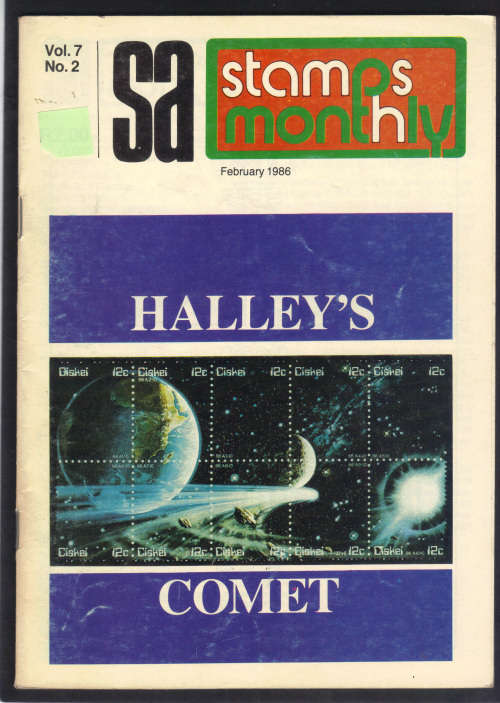 Vol. 7
No. 2
sa
stamps
monthly
February 1986
HALLEY'S
Ciskei 12c Ciskei 12c Ciskei 12c Ciskei 12c Ciskei 12c
Ciskei 12c Ciskei 12c Ciskei 12c Ciskei 12c Ciskei 12c
COMET